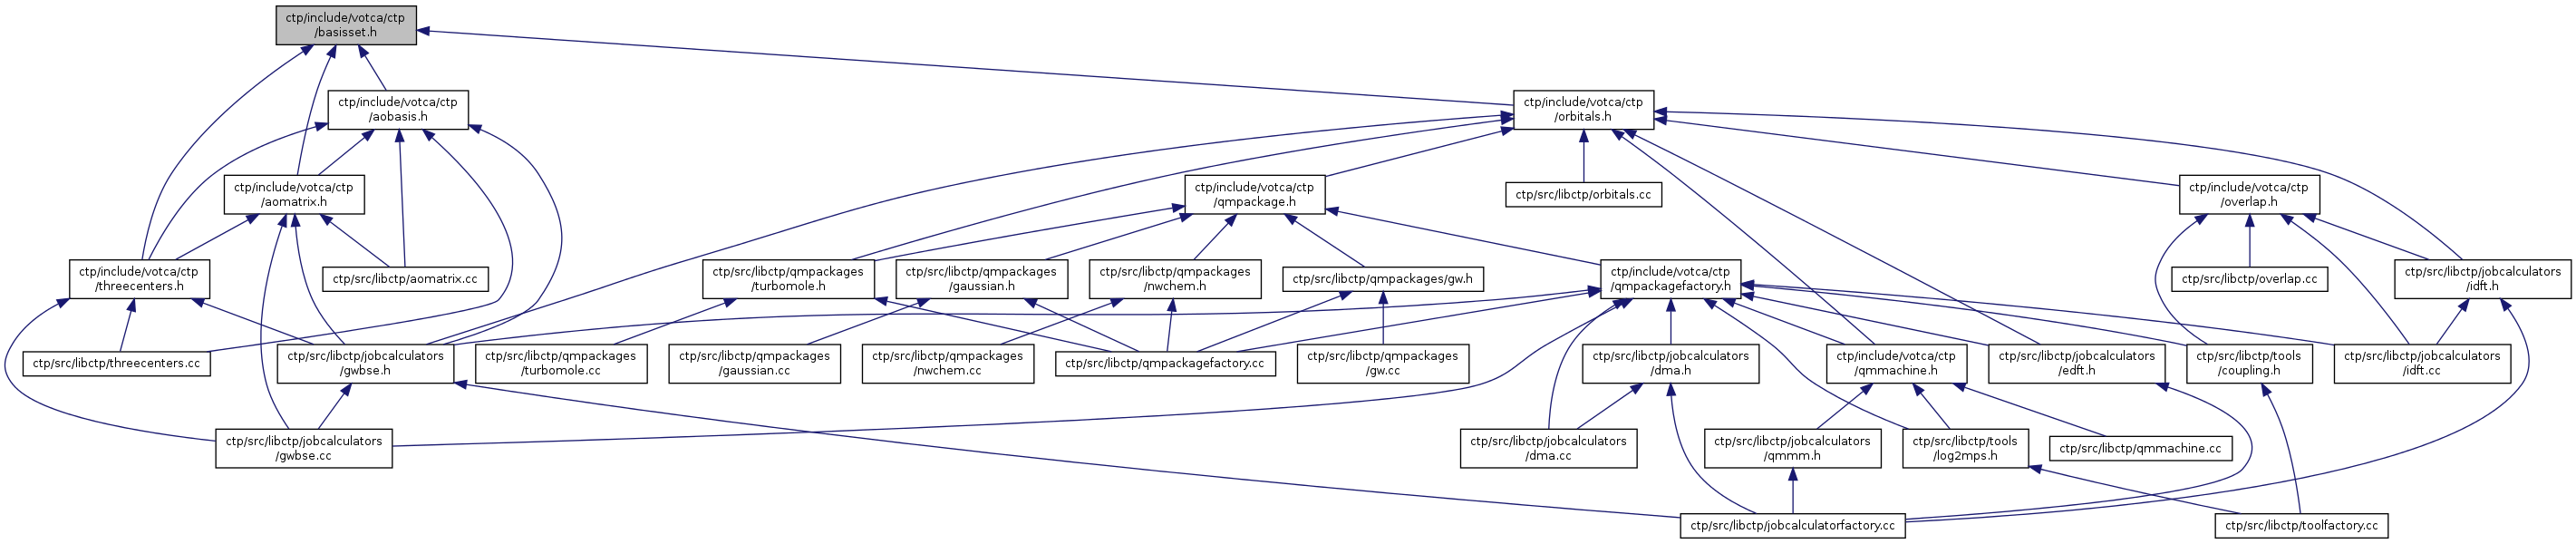 ctp/include/votca/ctp
/basisset.h
ctp/include/votca/ctp
/aobasis.h
ctp/include/votca/ctp
/orbitals.h
ctp/include/votca/ctp
/aomatrix.h
ctp/include/votca/ctp
/qmpackage.h
ctp/src/libctp/orbitals.cc
ctp/include/votca/ctp
/overlap.h
ctp/include/votca/ctp
/threecenters.h
ctp/src/libctp/aomatrix.cc
ctp/src/libctp/qmpackages
/turbomole.h
ctp/src/libctp/qmpackages
/gaussian.h
ctp/src/libctp/qmpackages
/nwchem.h
ctp/src/libctp/qmpackages/gw.h
ctp/include/votca/ctp
/qmpackagefactory.h
ctp/src/libctp/overlap.cc
ctp/src/libctp/jobcalculators
/idft.h
ctp/src/libctp/threecenters.cc
ctp/src/libctp/jobcalculators
/gwbse.h
ctp/src/libctp/qmpackages
/turbomole.cc
ctp/src/libctp/qmpackages
/gaussian.cc
ctp/src/libctp/qmpackages
/nwchem.cc
ctp/src/libctp/qmpackagefactory.cc
ctp/src/libctp/qmpackages
/gw.cc
ctp/src/libctp/jobcalculators
/dma.h
ctp/include/votca/ctp
/qmmachine.h
ctp/src/libctp/jobcalculators
/edft.h
ctp/src/libctp/tools
/coupling.h
ctp/src/libctp/jobcalculators
/idft.cc
ctp/src/libctp/jobcalculators
/gwbse.cc
ctp/src/libctp/jobcalculators
/dma.cc
ctp/src/libctp/jobcalculators
/qmmm.h
ctp/src/libctp/tools
/log2mps.h
ctp/src/libctp/qmmachine.cc
ctp/src/libctp/jobcalculatorfactory.cc
ctp/src/libctp/toolfactory.cc